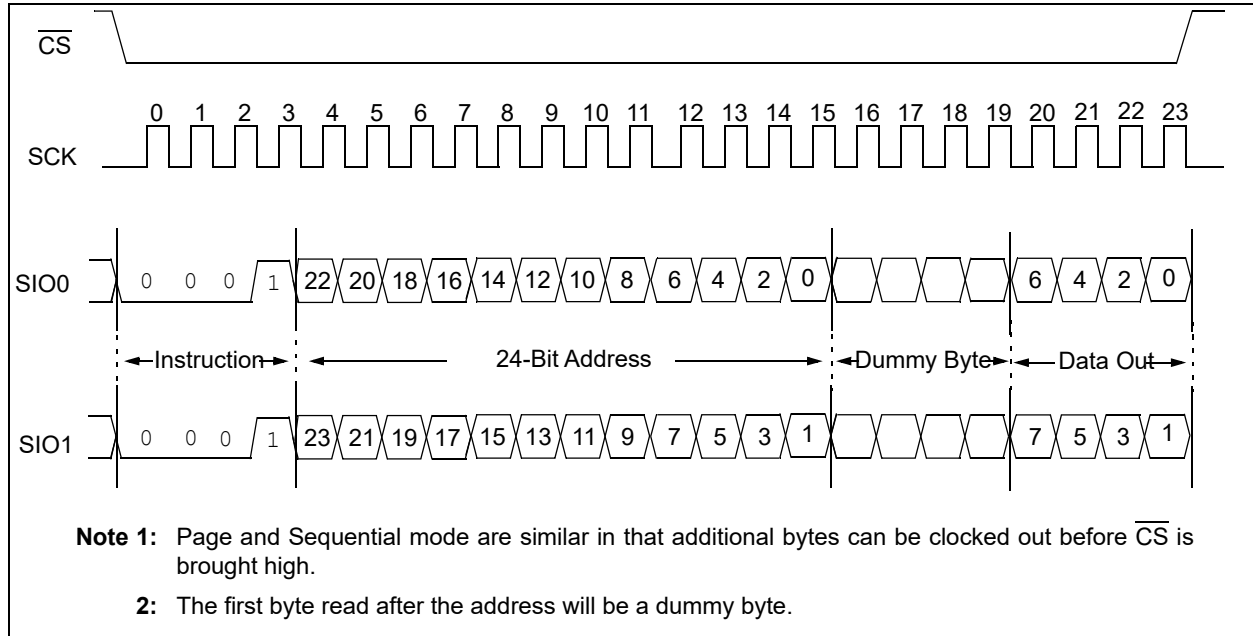 CS
0 1 2 3 4 5 6 7 8 9 10 11 12 13 14 15 16 17 18 19 20 21 22 23
SCK
SIO0 0 0 0 1 22 20 18 16 14 12 10 8 6 4 2 0 6 4 2 0
Instruction 24-Bit Address Dummy Byte Data Out
SIO1 0 0 0 1 23 21 19 17 15 13 11 9 7 5 3 1 7 5 3 1
Note 1: Page and Sequential mode are similar in that additional bytes can be clocked out before CS is
brought high.
2: The first byte read after the address will be a dummy byte.